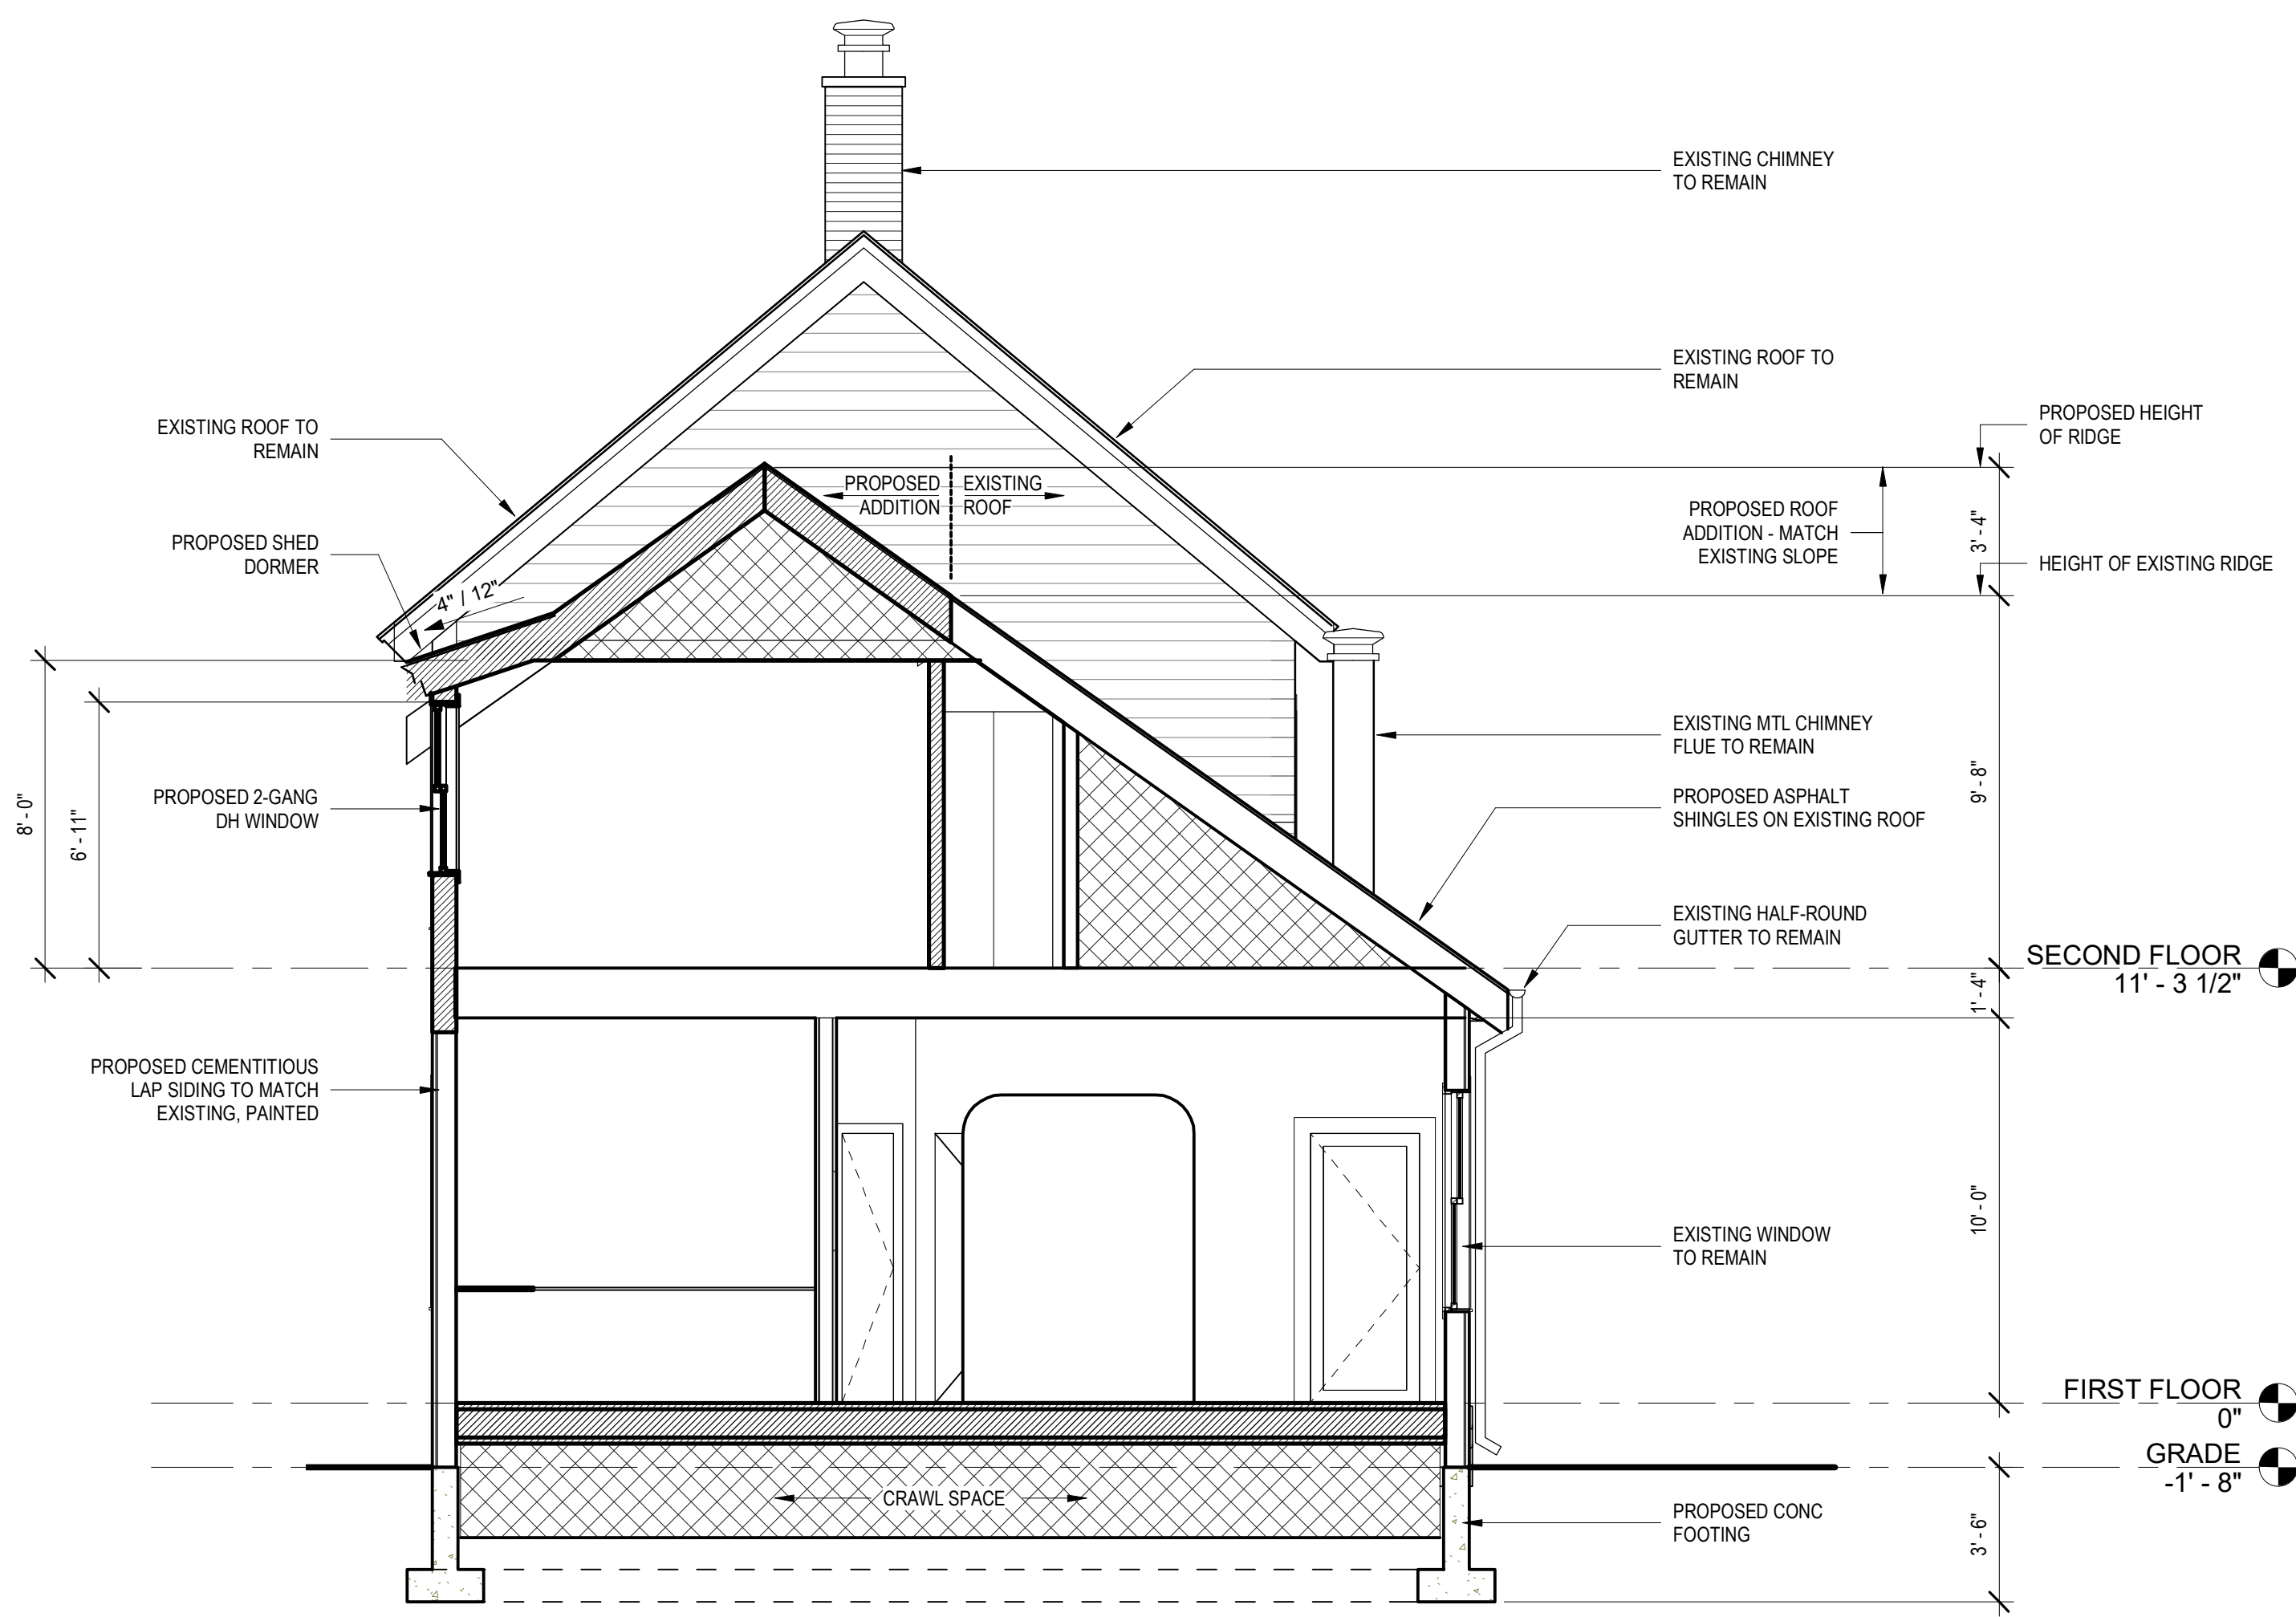 EXISTING CHIMNEY
TO REMAIN
EXISTING ROOF TO
REMAIN
PROPOSED HEIGHT
OF RIDGE
EXISTING ROOF TO
REMAIN
PROPOSED
ADDITION
EXISTING
ROOF
PROPOSED ROOF
ADDITION - MATCH
EXISTING SLOPE
3' - 4"
HEIGHT OF EXISTING RIDGE
PROPOSED SHED
DORMER
4" / 12"
EXISTING MTL CHIMNEY
FLUE TO REMAIN
8' - 0"
6' - 11"
PROPOSED 2-GANG
DH WINDOW
PROPOSED ASPHALT
SHINGLES ON EXISTING ROOF
9' - 8"
EXISTING HALF-ROUND
GUTTER TO REMAIN
SECOND FLOOR
11' - 3 1/2"
1' - 4"
PROPOSED CEMENTITIOUS
LAP SIDING TO MATCH
EXISTING, PAINTED
10' - 0"
EXISTING WINDOW
TO REMAIN
FIRST FLOOR
0"
GRADE
-1' - 8"
CRAWL SPACE
PROPOSED CONC
FOOTING
3' - 6"